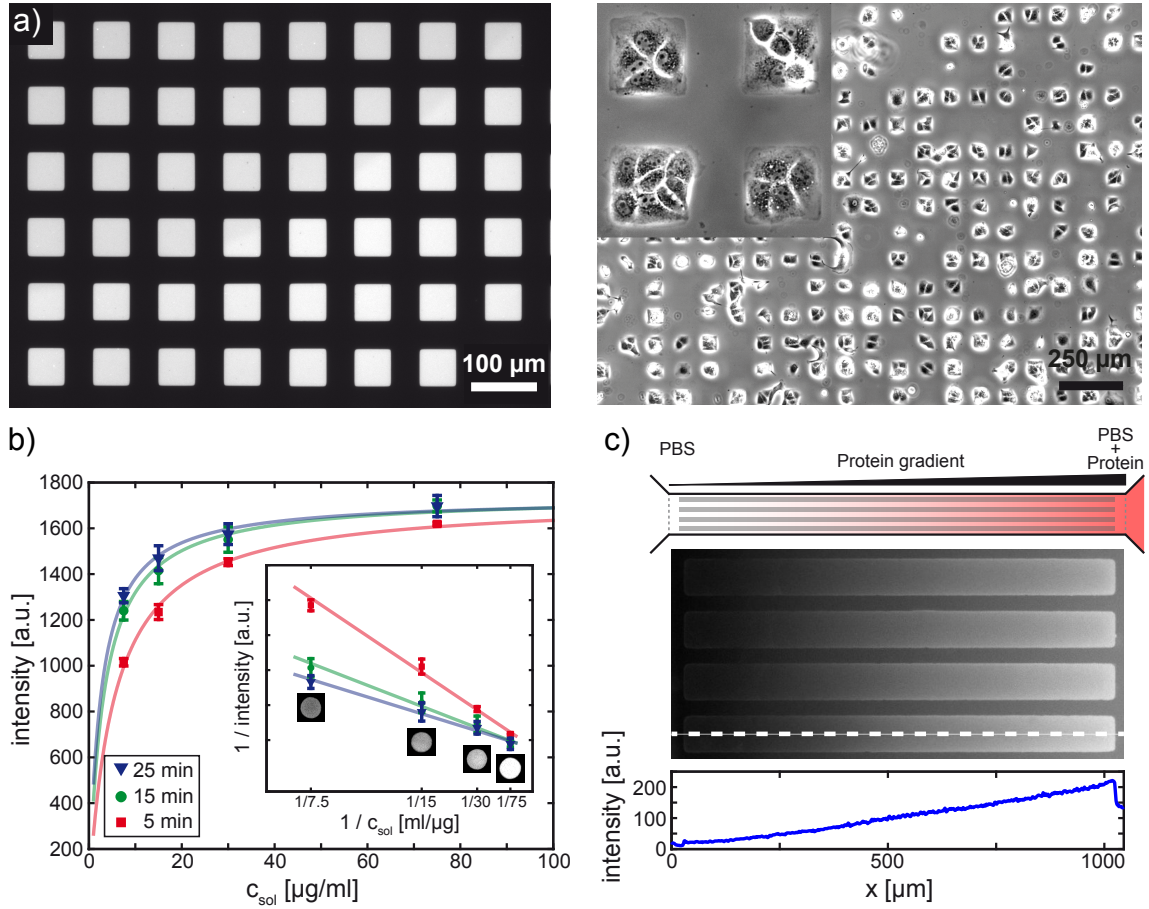 a)
100 µm
250 µm
b)
1800
1600
1400
1200
1000
800
600
400
200
intensity [a.u.]
0
20
40
60
80
100
c_sol [µg/ml]
25 min
15 min
5 min
1 / intensity [a.u.]
1/7.5
1/15
1/30
1/75
1 / c_sol [ml/µg]
c)
PBS
Protein gradient
PBS
+
Protein
intensity [a.u.]
200
100
0
0
500
1000
x [µm]